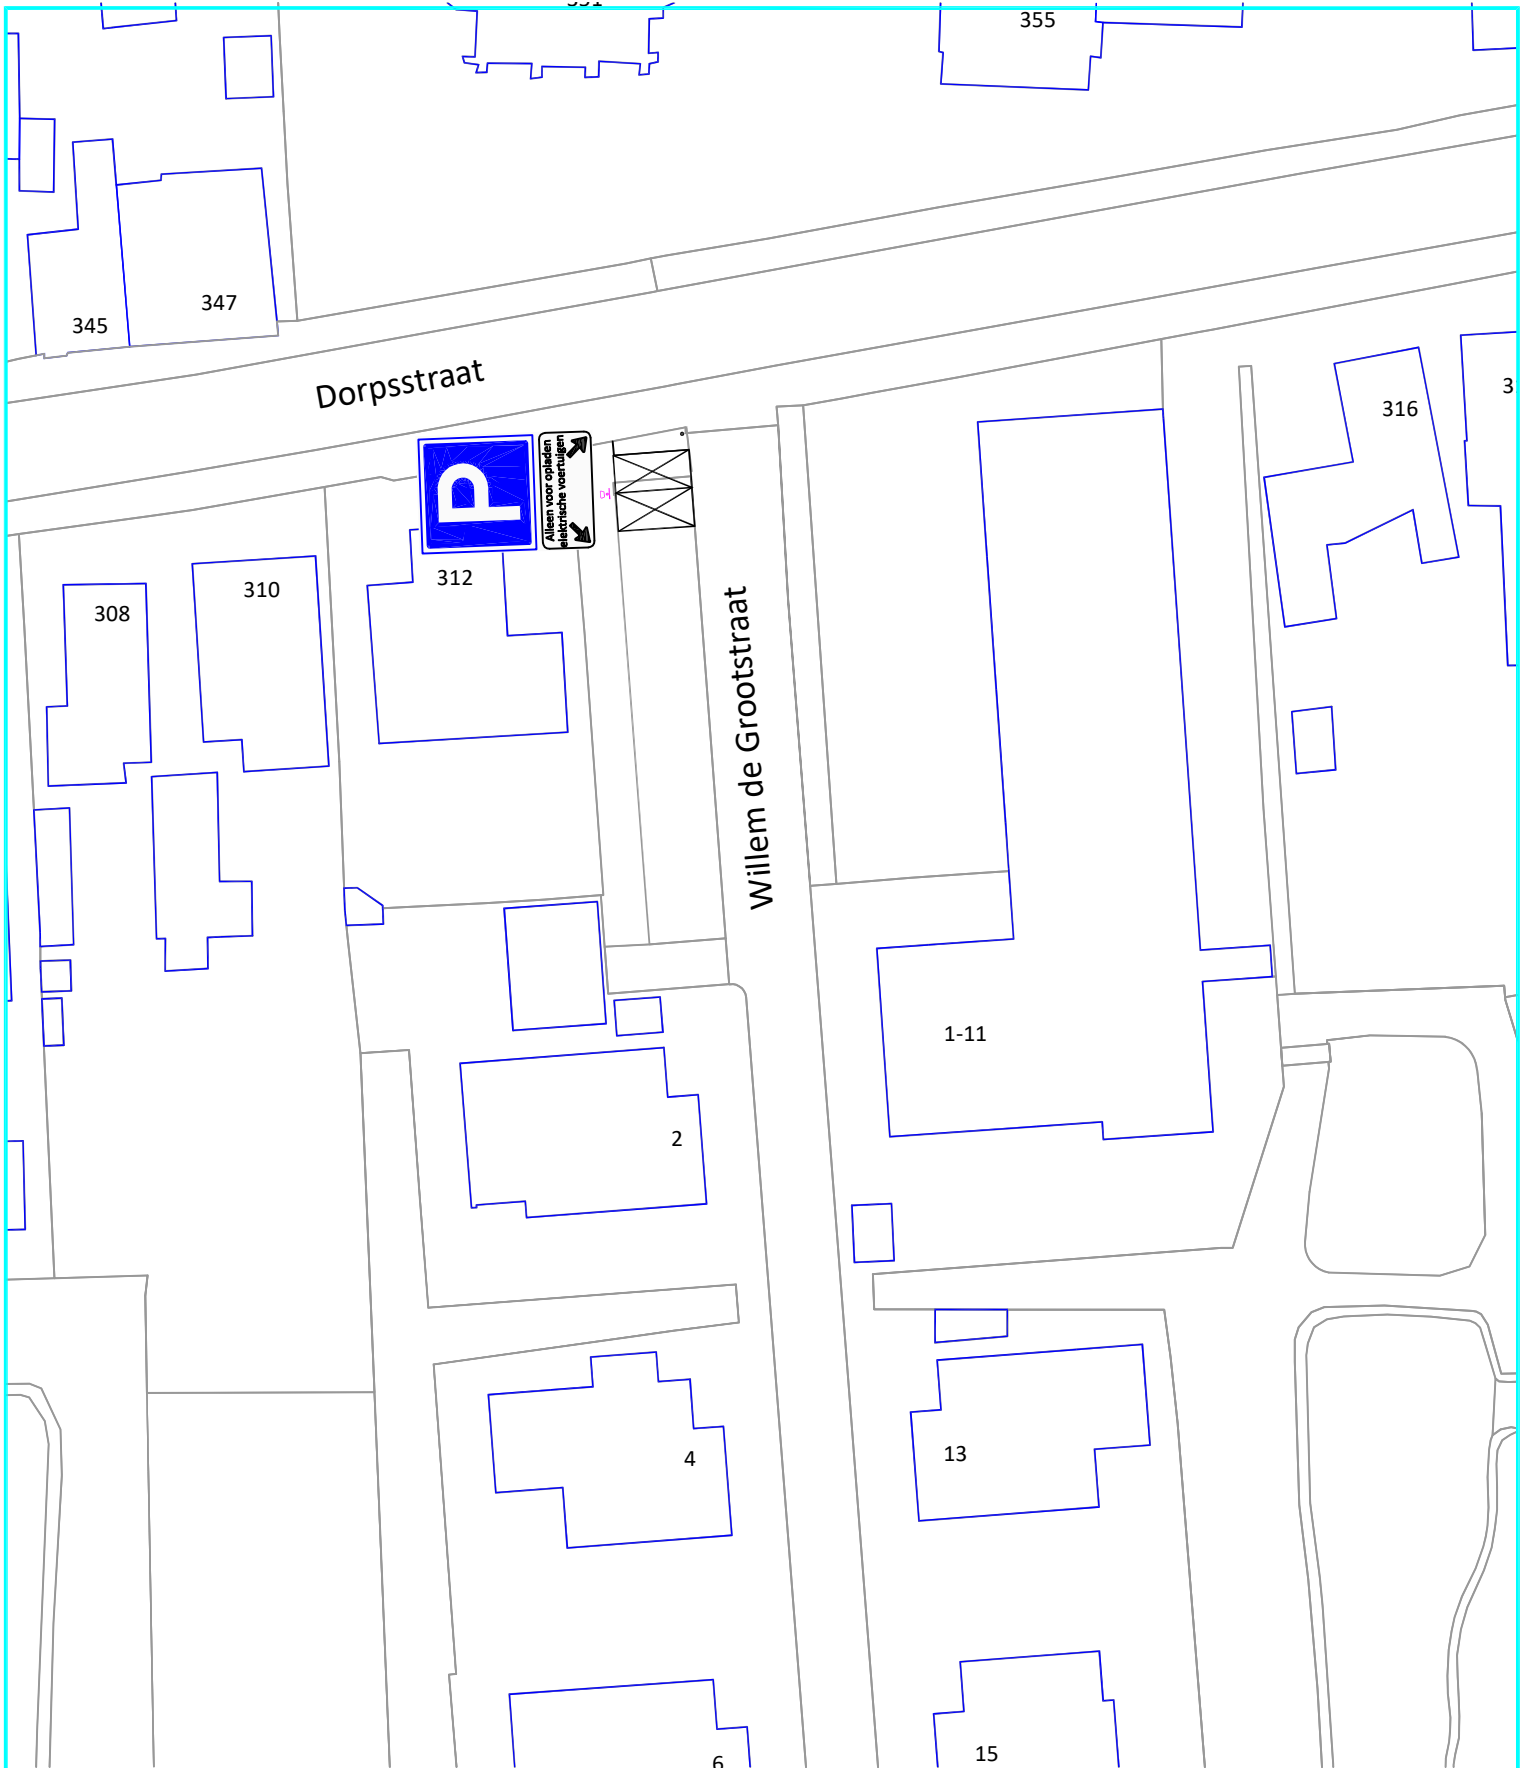 355
347
345
Dorpsstraat
316
P
Alleen voor opladen
elektrische voertuigen
312
310
308
Willem de Grootstraat
1-11
2
4
13
15
6